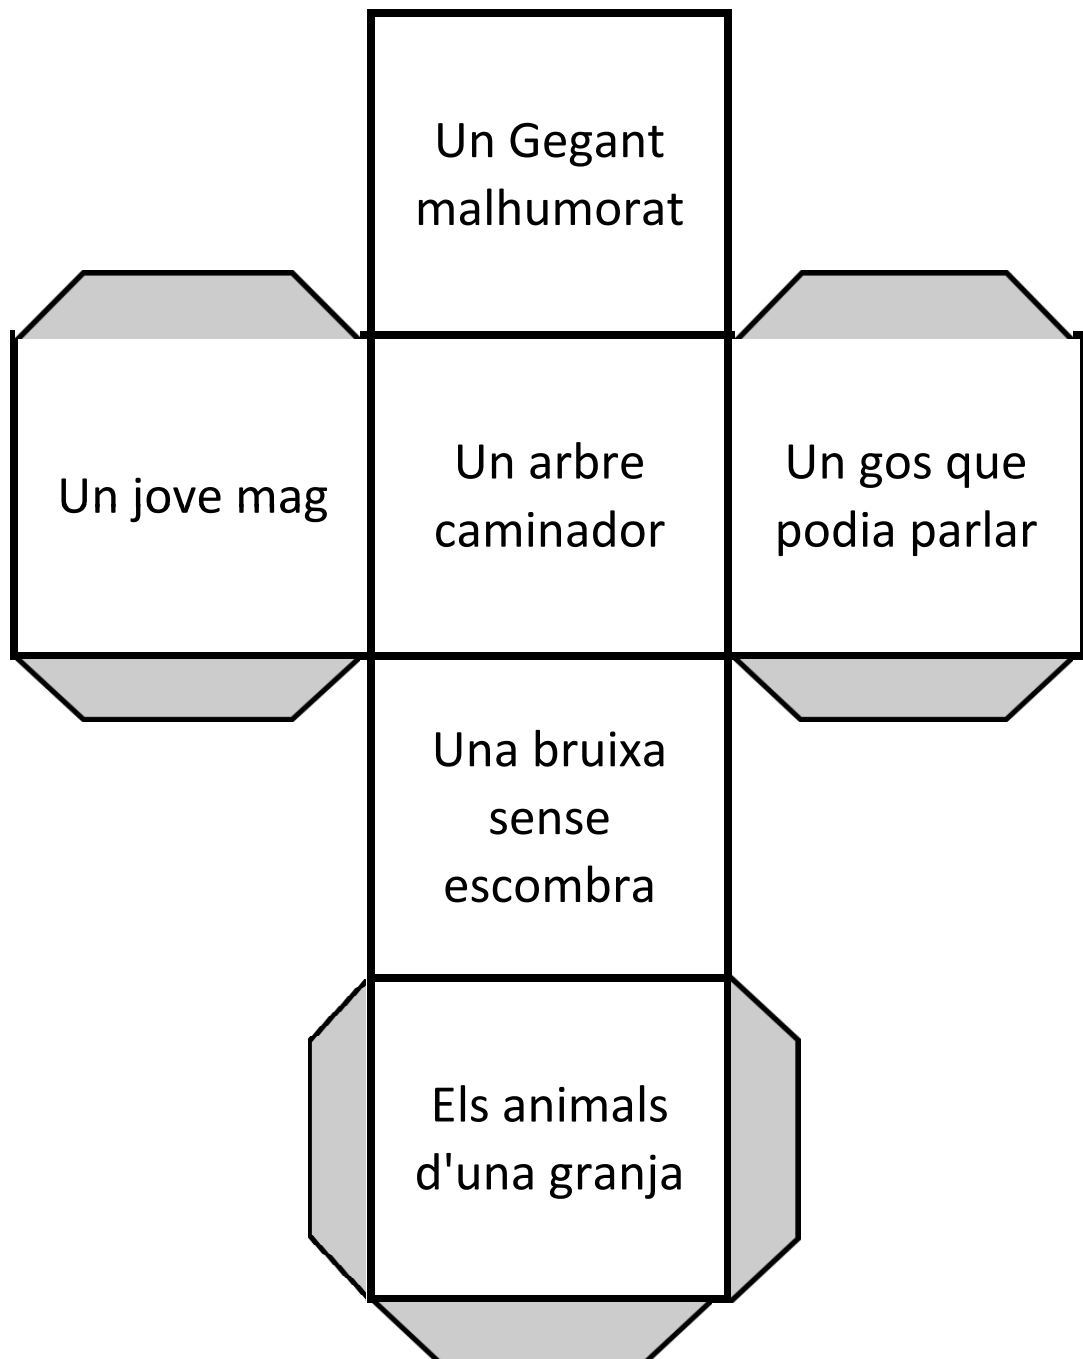 Un Gegant
malhumorat
Un jove mag
Un arbre
caminador
Un gos que
podia parlar
Una bruixa
sense
escombra
Els animals
d'una granja